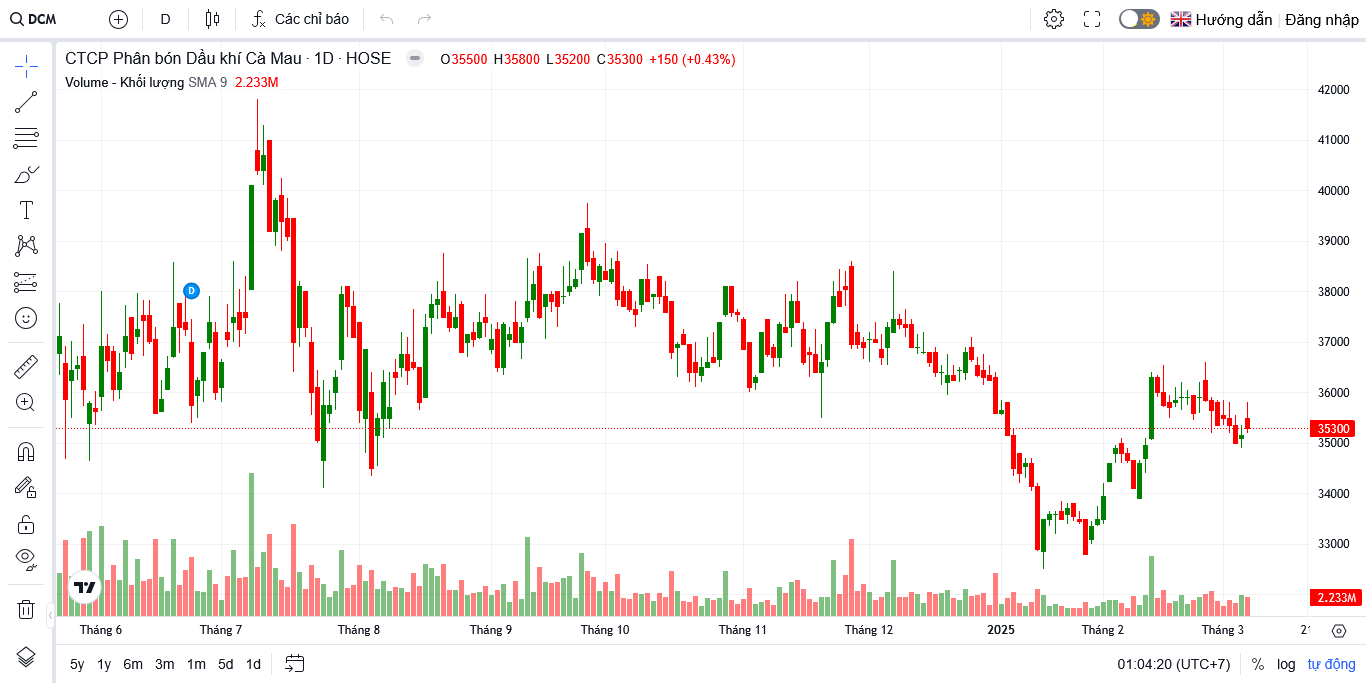 DCM D Các chỉ báo Hướng dẫn Đăng nhập
CTCP Phân bón Dầu khí Cà Mau · 1D · HOSE O35500 H35800 L35200 C35300 +150 (+0.43%)
Volume - Khối lượng SMA 9 2.233M
42000
41000
40000
39000
D
38000
37000
36000
35300
35000
34000
33000
2.233M
Tháng 6 Tháng 7 Tháng 8 Tháng 9 Tháng 10 Tháng 11 Tháng 12 2025 Tháng 2 Tháng 3 21
5y 1y 6m 3m 1m 5d 1d 01:04:20 (UTC+7) % log tự động